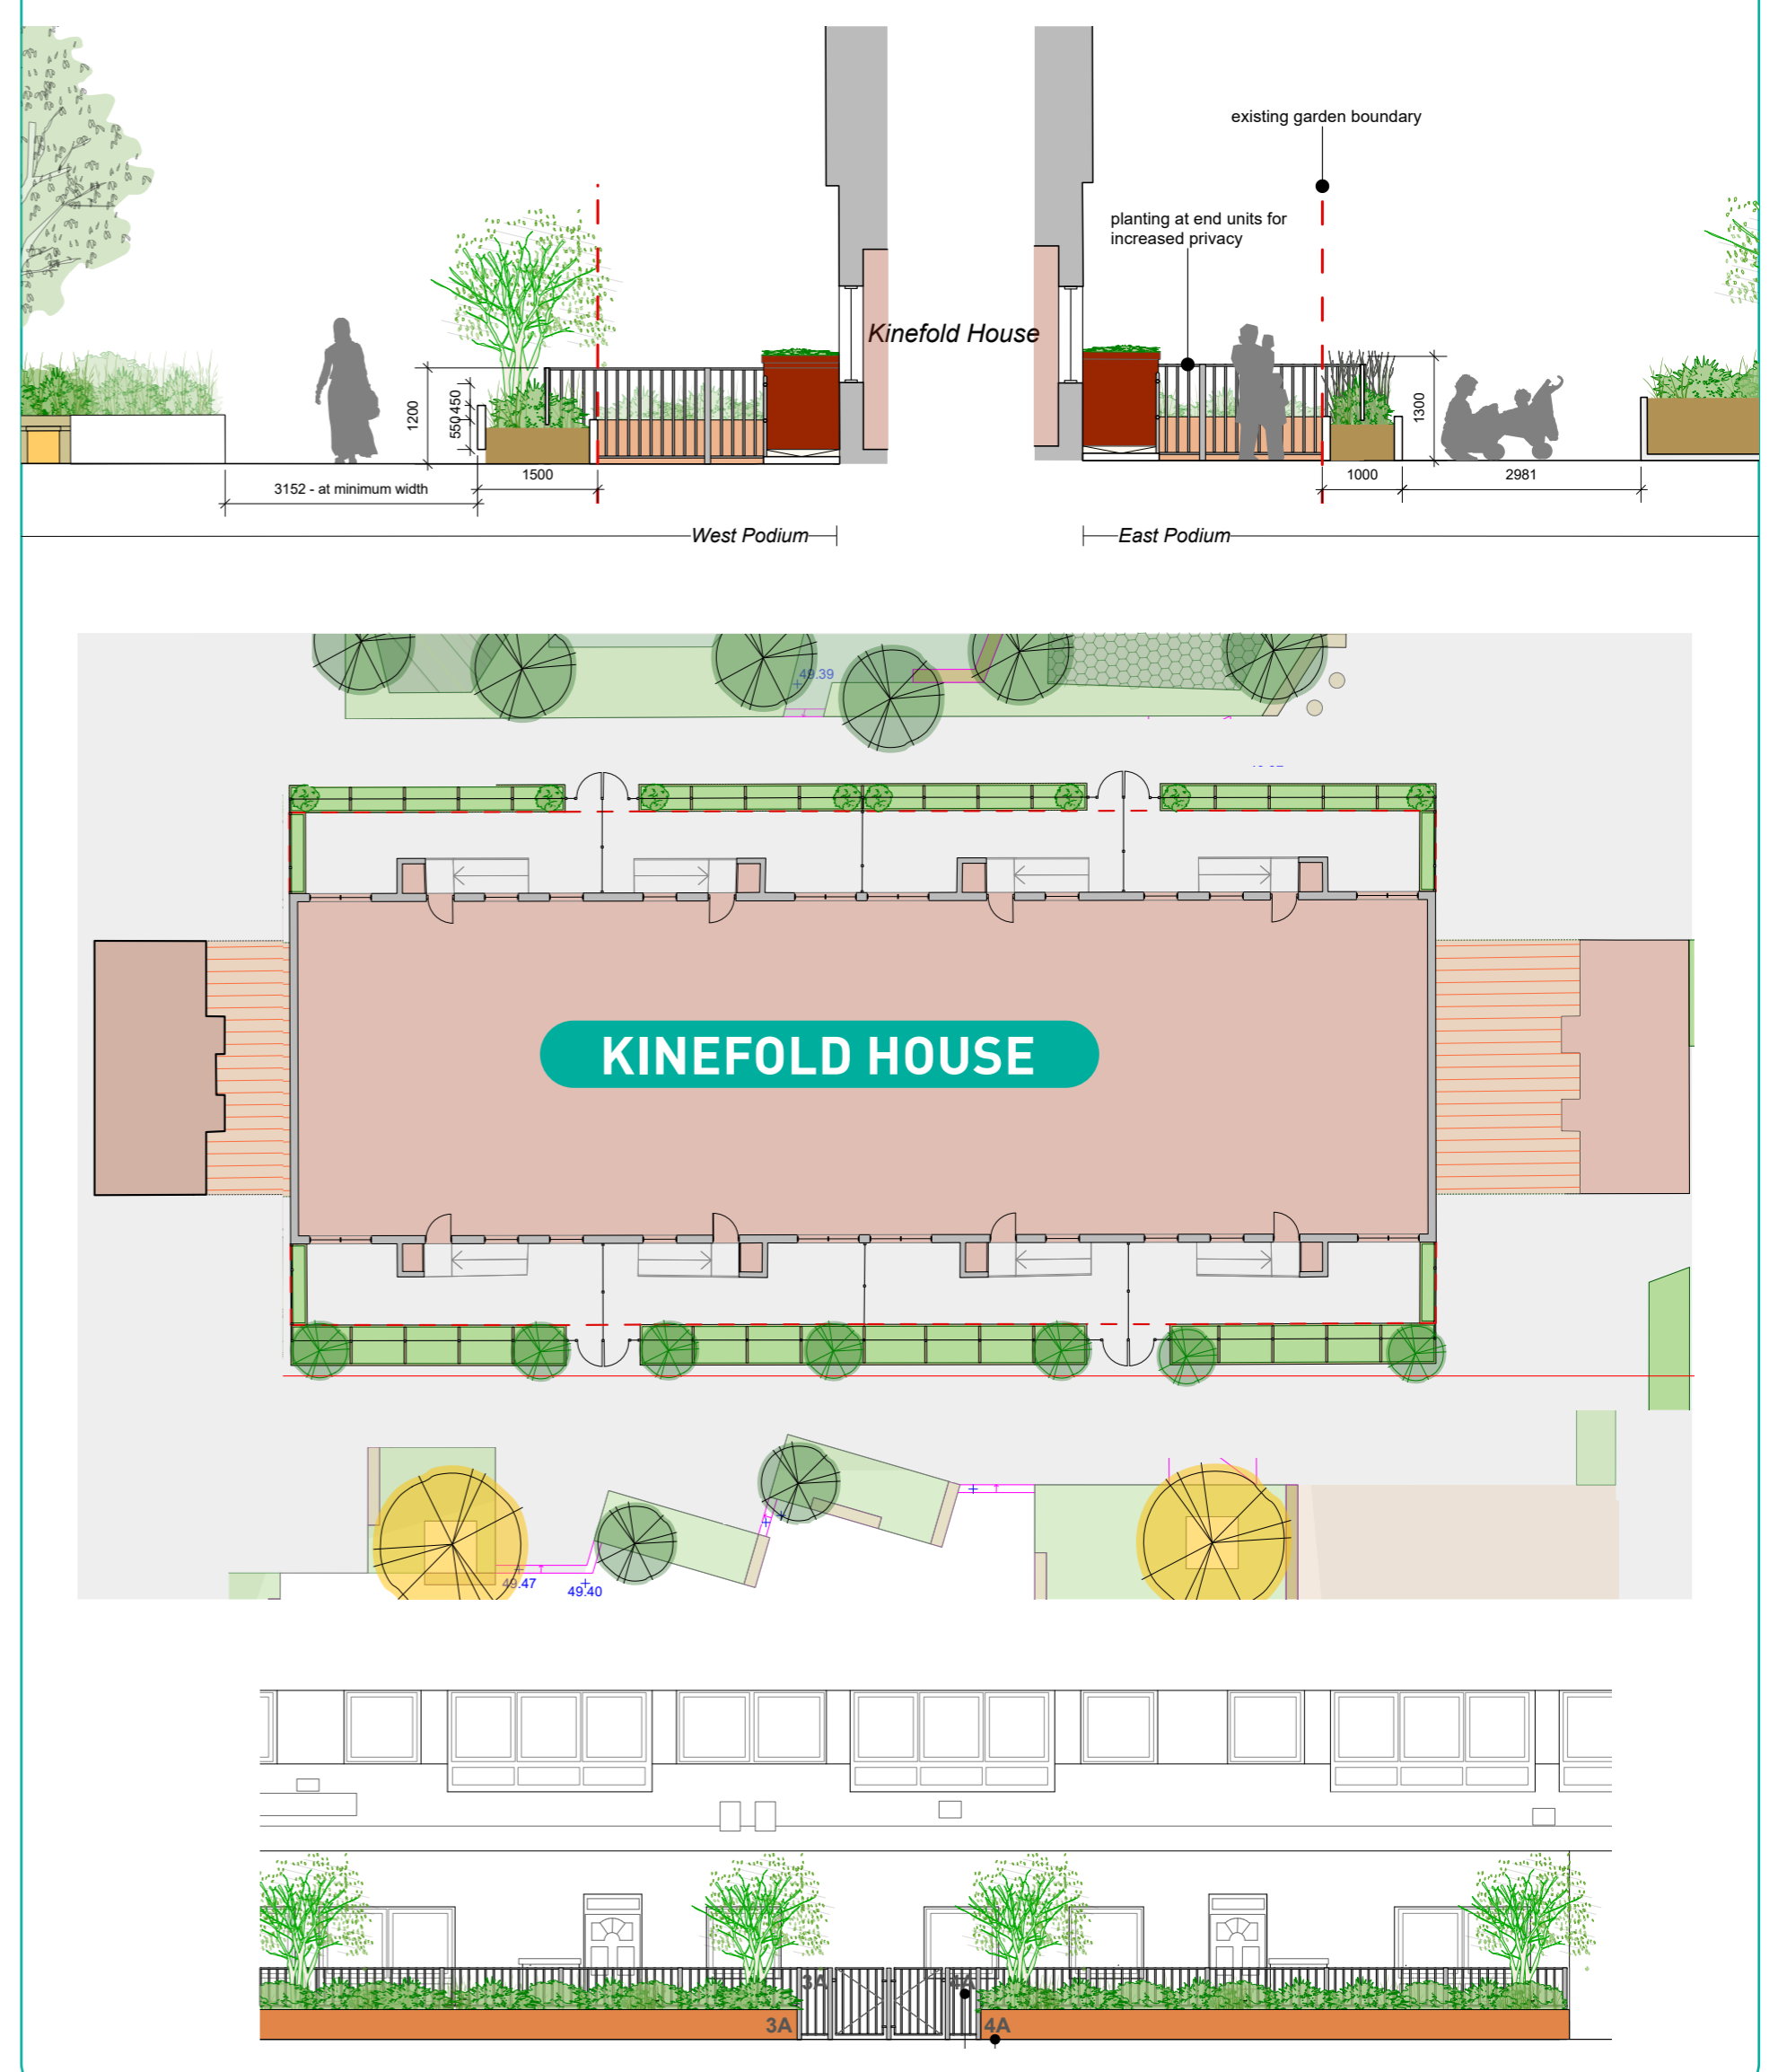 existing garden boundary
planting at end units for
increased privacy
Kinefold House
1200
550 450
1300
1500
3152 - at minimum width
1000
2981
West Podium
East Podium
49.39
KINEFOLD HOUSE
49.47
49.40
3A
4A
3A
4A